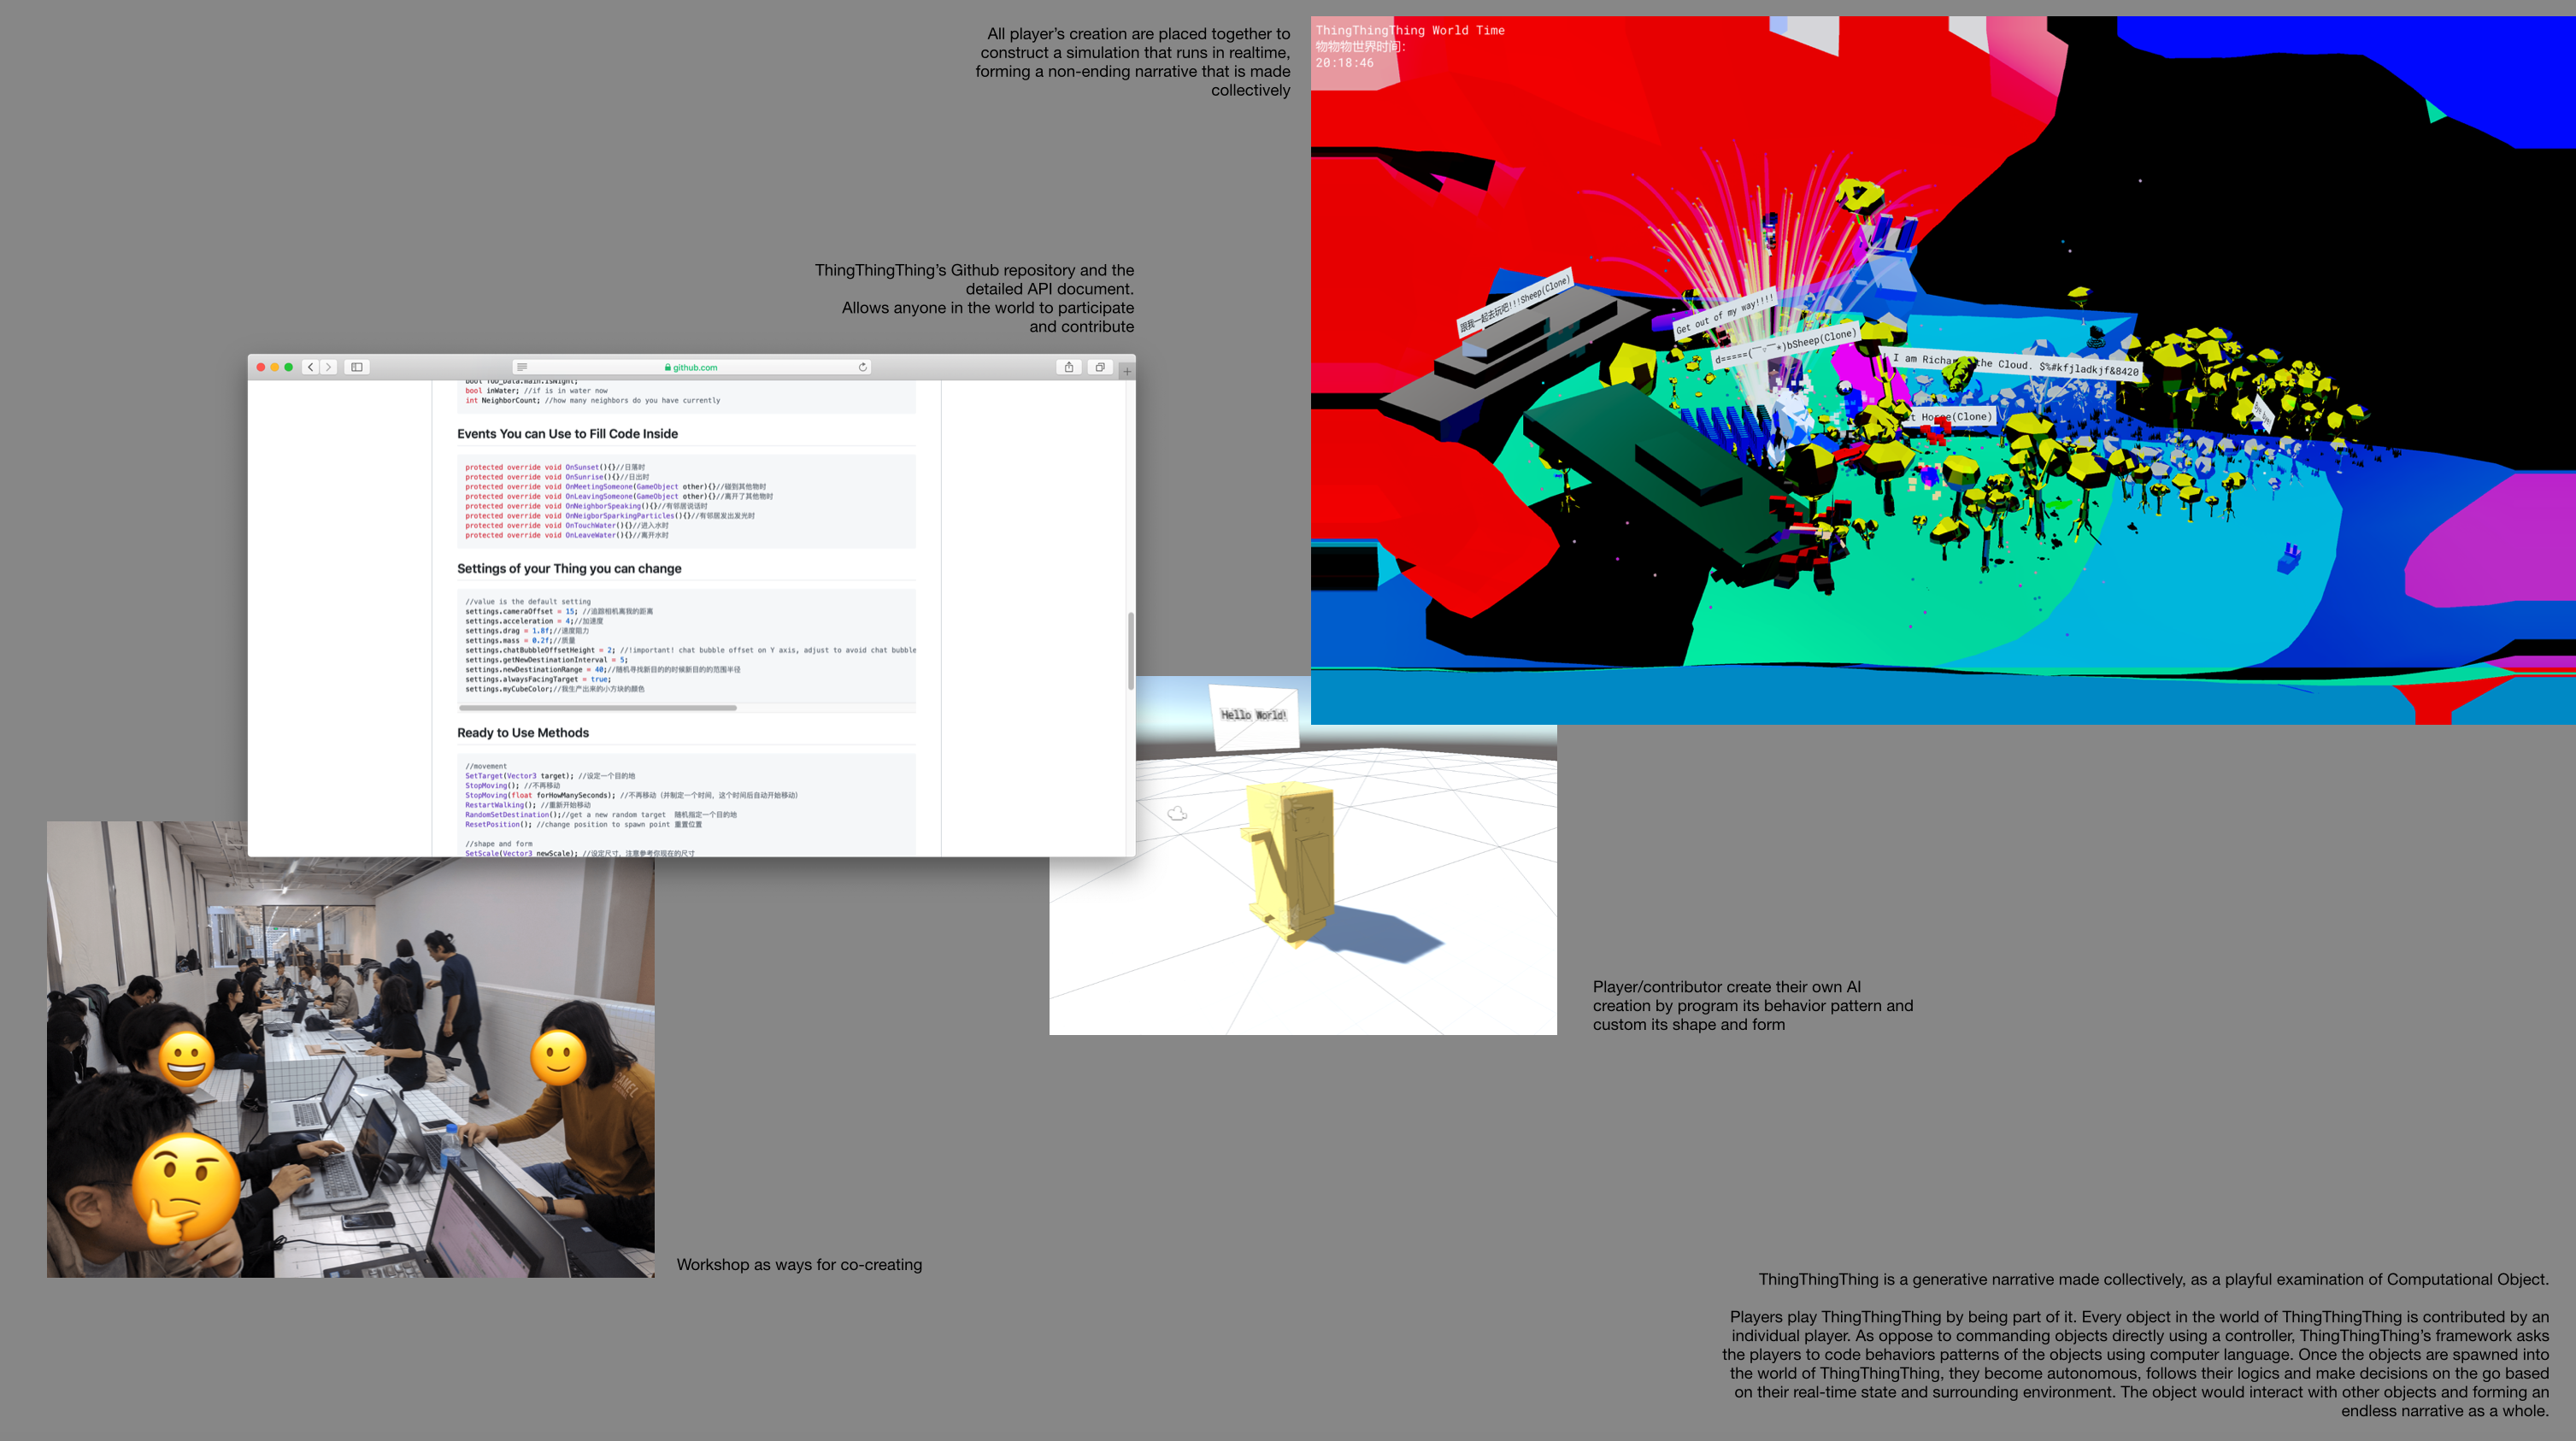 All player's creation are placed together to
construct a simulation that runs in realtime,
forming a non-ending narrative that is made
collectively
ThingThingThing World Time
物物物世界时间:
20:18:46
跟我一起去玩吧!!!Sheep(Clone)
Get out of my way!!!!
bSheep(Clone)
I am the Cloud. $%#kfjladkjf&8420
(Clone)
ThingThingThing's Github repository and the
detailed API document.
Allows anyone in the world to participate
and contribute
github.com
bool inWater; //if is in water now
int NeighborCount; //how many neighbors do you have currently
Events You can Use to Fill Code Inside
protected override void OnSunset(){}//日落时
protected override void OnSunrise(){}//日出时
protected override void OnMeetingSomeone(GameObject other){}//碰到其他物时
protected override void OnLeavingSomeone(GameObject other){}//离开了其他物时
protected override void OnNeighborSpeaking(){}//有邻居说话时
protected override void OnNeigborSparkingParticles(){}//有邻居发出发光时
protected override void OnTouchWater(){}//进入水时
protected override void OnLeaveWater(){}//离开水时
Settings of your Thing you can change
//value is the default setting
settings.cameraOffset = 15; //追踪相机离我的距离
settings.acceleration = 4;//加速度
settings.drag = 1.8f;//速度阻力
settings.mass = 0.2f;//质量
settings.chatBubbleOffsetHeight = 2; //!important! chat bubble offset on Y axis, adjust to avoid chat bubble
settings.getNewDestinationInterval = 5;
settings.newDestinationRange = 40;//随机寻找新目的的时候新目的的范围半径
settings.alwaysFacingTarget = true;
settings.myCubeColor;//我生产出来的小方块的颜色
Ready to Use Methods
//movement
SetTarget(Vector3 target); //设定一个目的地
StopMoving(); //不再移动
StopMoving(float forHowManySeconds); //不再移动（并制定一个时间，这个时间后自动开始移动）
RestartWalking(); //重新开始移动
RandomSetDestination();//get a new random target 随机指定一个目的地
ResetPosition(); //change position to spawn point 重置位置
//shape and form
SetScale(Vector3 newScale); //设定尺寸，注意参考你现在的尺寸
Hello World!
CAMEL
Player/contributor create their own AI
creation by program its behavior pattern and
custom its shape and form
Workshop as ways for co-creating
ThingThingThing is a generative narrative made collectively, as a playful examination of Computational Object.
Players play ThingThingThing by being part of it. Every object in the world of ThingThingThing is contributed by an
individual player. As oppose to commanding objects directly using a controller, ThingThingThing's framework asks
the players to code behaviors patterns of the objects using computer language. Once the objects are spawned into
the world of ThingThingThing, they become autonomous, follows their logics and make decisions on the go based
on their real-time state and surrounding environment. The object would interact with other objects and forming an
endless narrative as a whole.